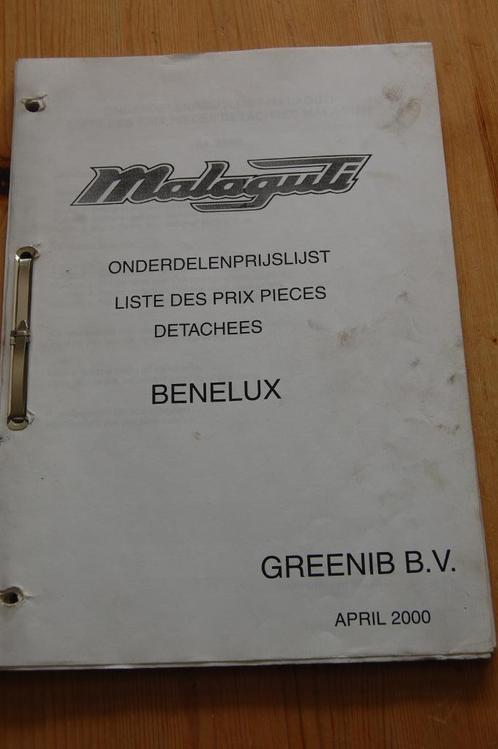 Malaguti
ONDERDELENPRIJSLIJST
LISTE DES PRIX PIECES
DETACHEES
BENELUX
GREENIB B.V.
APRIL 2000